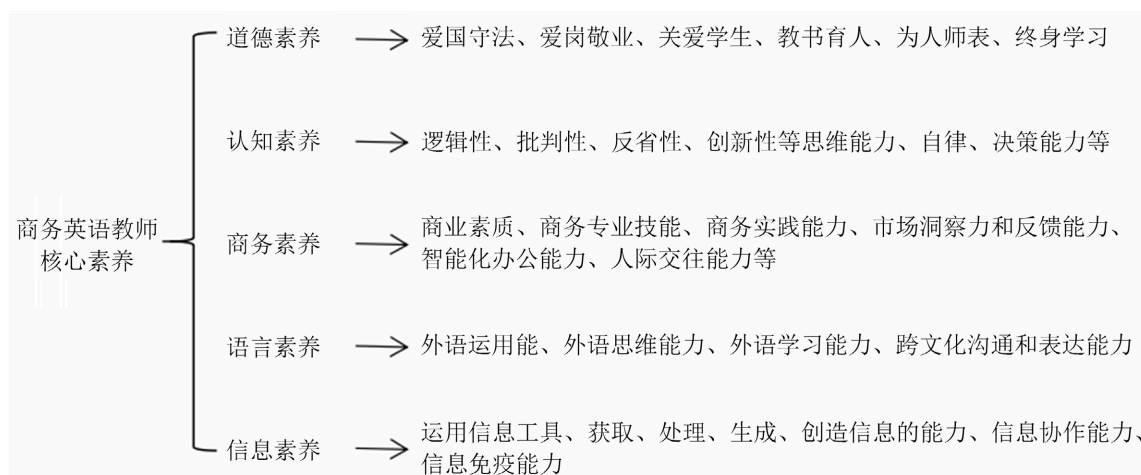 商务英语教师
核心素养
道德素养
爱国守法、爱岗敬业、关爱学生、教书育人、为人师表、终身学习
认知素养
逻辑性、批判性、反省性、创新性等思维能力、自律、决策能力等
商务素养
商业素质、商务专业技能、商务实践能力、市场洞察力和反馈能力、
智能化办公能力、人际交往能力等
语言素养
外语运用能、外语思维能力、外语学习能力、跨文化沟通和表达能力
信息素养
运用信息工具、获取、处理、生成、创造信息的能力、信息协作能力、
信息免疫能力